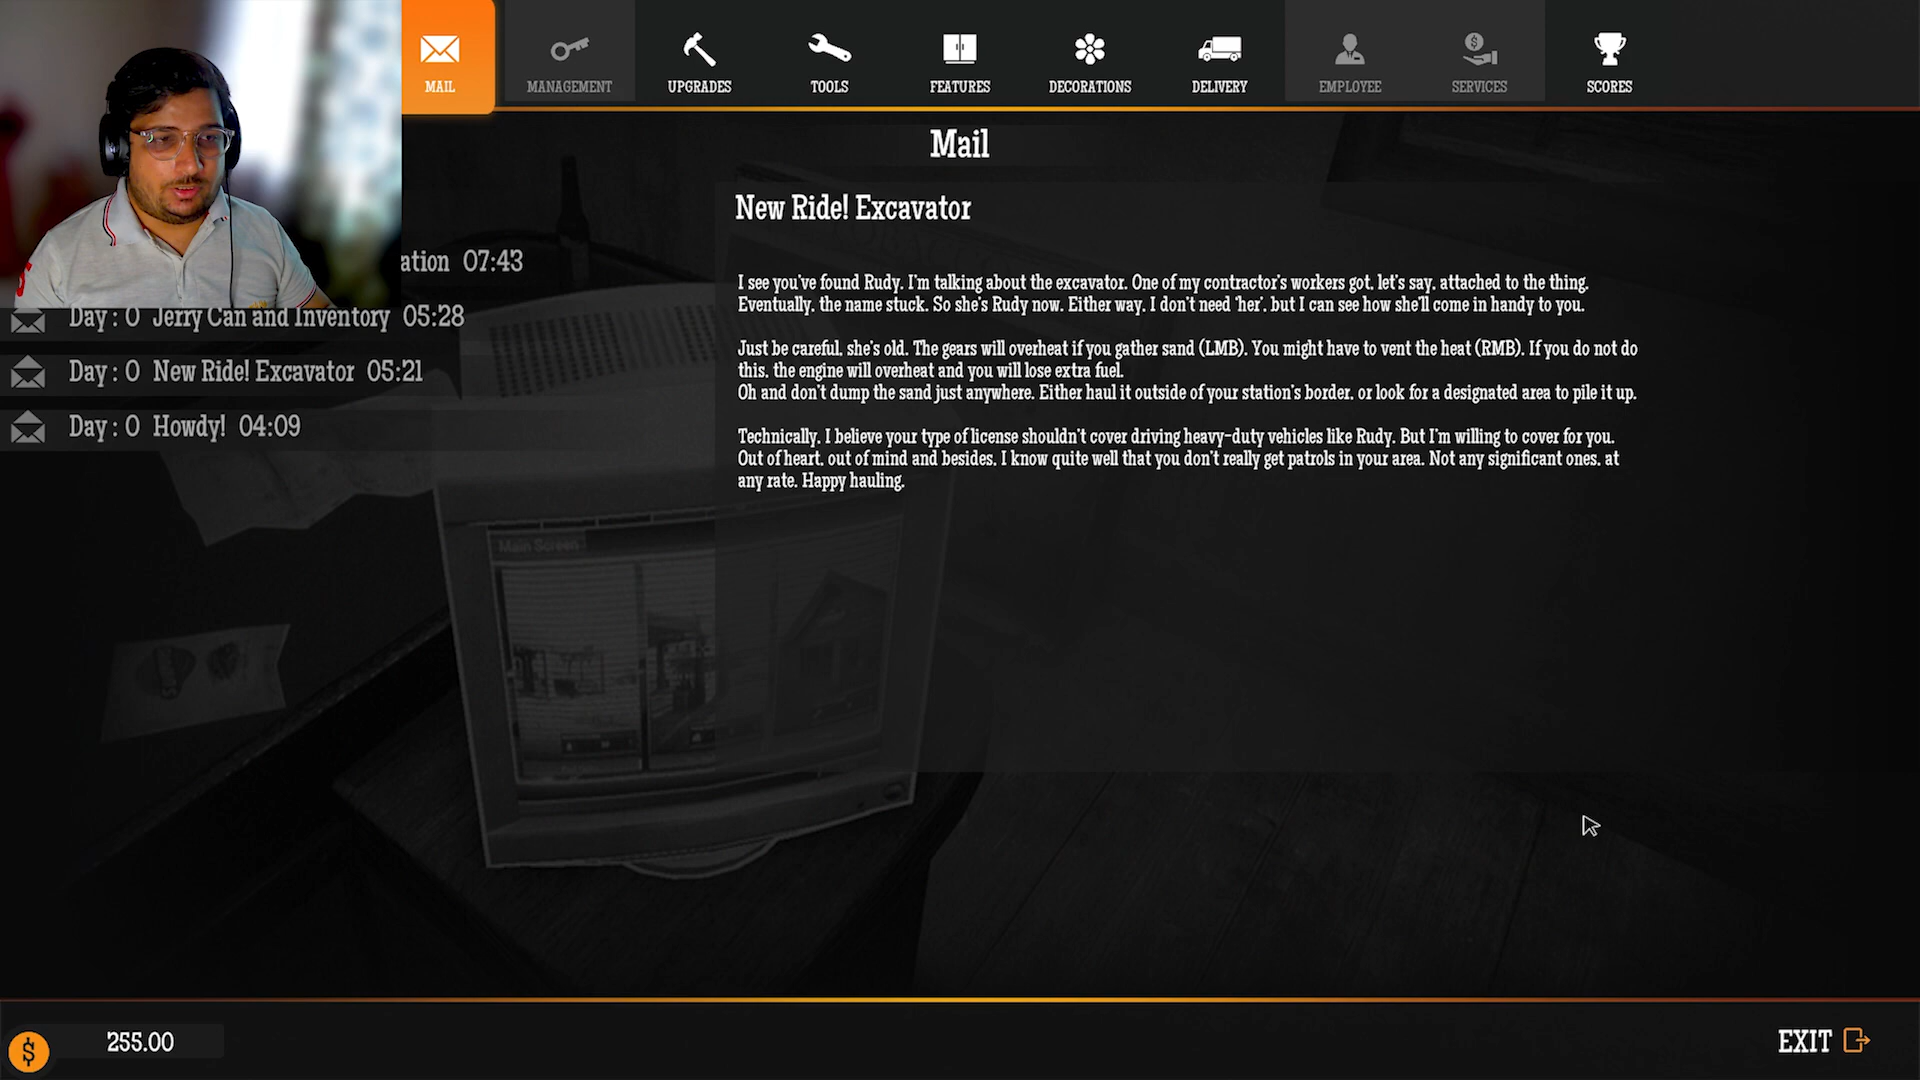 MAIL
MANAGEMENT
UPGRADES
TOOLS
FEATURES
DECORATIONS
DELIVERY
EMPLOYEE
SERVICES
SCORES
Mail
ation 07:43
Day : 0 Jerry Can and Inventory 05:28
Day : 0 New Ride! Excavator 05:21
Day : 0 Howdy! 04:09
New Ride! Excavator
I see you've found Rudy. I'm talking about the excavator. One of my contractor's workers got, let's say, attached to the thing.
Eventually, the name stuck. So she's Rudy now. Either way, I don't need 'her', but I can see how she'll come in handy to you.
Just be careful, she's old. The gears will overheat if you gather sand (LMB). You might have to vent the heat (RMB). If you do not do
this, the engine will overheat and you will lose extra fuel.
Oh and don't dump the sand just anywhere. Either haul it outside of your station's border, or look for a designated area to pile it up.
Technically, I believe your type of license shouldn't cover driving heavy-duty vehicles like Rudy. But I'm willing to cover for you.
Out of heart, out of mind and besides, I know quite well that you don't really get patrols in your area. Not any significant ones, at
any rate. Happy hauling.
Main Screen
255.00
EXIT